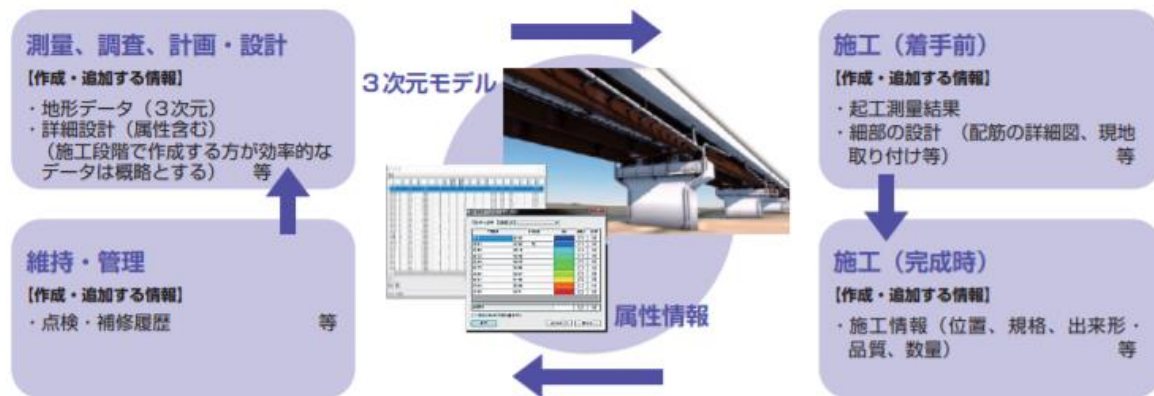 測量、調査、計画・設計
【作成・追加する情報】
・地形データ（３次元）
・詳細設計（属性含む）
（施工段階で作成する方が効率的な
データは概略とする）　等
３次元モデル
施工（着手前）
【作成・追加する情報】
・起工測量結果
・細部の設計　（配筋の詳細図、現地
取り付け等）　等
維持・管理
【作成・追加する情報】
・点検・補修履歴　等
属性情報
施工（完成時）
【作成・追加する情報】
・施工情報（位置、規格、出来形・
品質、数量）　等